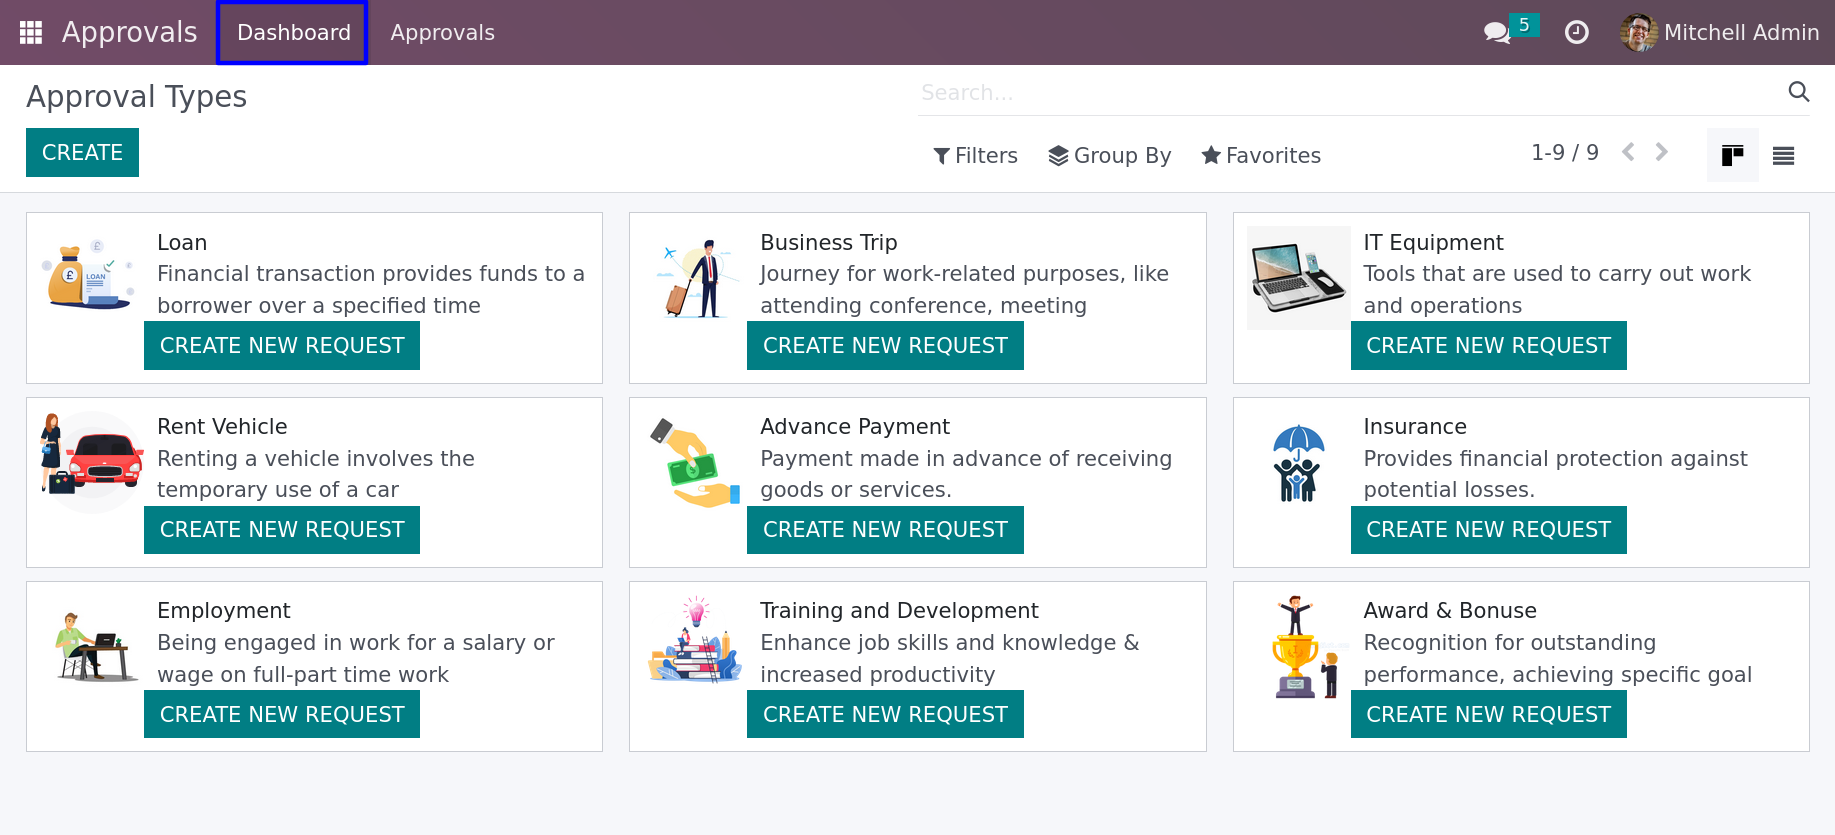 Approvals Dashboard Approvals 5 Mitchell Admin
Approval Types Search...
CREATE Filters Group By Favorites 1-9 / 9
Loan
Financial transaction provides funds to a
borrower over a specified time
CREATE NEW REQUEST
£
£
LOAN
£
£
Business Trip
Journey for work-related purposes, like
attending conference, meeting
CREATE NEW REQUEST
IT Equipment
Tools that are used to carry out work
and operations
CREATE NEW REQUEST
Rent Vehicle
Renting a vehicle involves the
temporary use of a car
CREATE NEW REQUEST
Advance Payment
Payment made in advance of receiving
goods or services.
CREATE NEW REQUEST
Insurance
Provides financial protection against
potential losses.
CREATE NEW REQUEST
Employment
Being engaged in work for a salary or
wage on full-part time work
CREATE NEW REQUEST
Training and Development
Enhance job skills and knowledge &
increased productivity
CREATE NEW REQUEST
Award & Bonuse
Recognition for outstanding
performance, achieving specific goal
CREATE NEW REQUEST